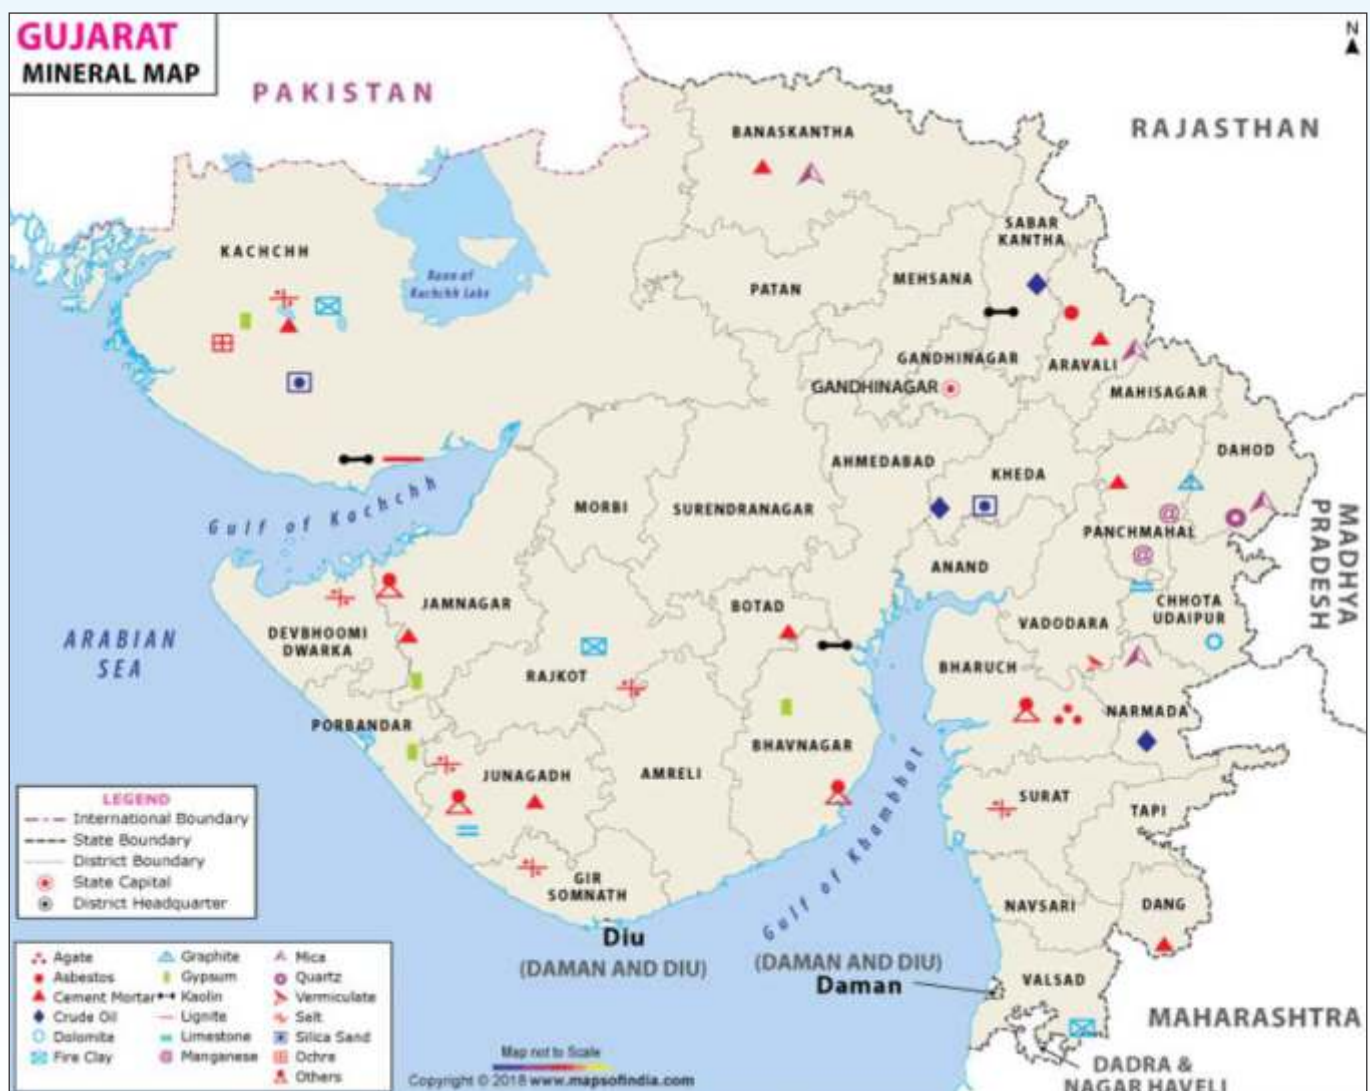 GUJARAT
MINERAL MAP
N
PAKISTAN
RAJASTHAN
BANASKANTHA
SABAR
KANTHA
KACHCHH
Rann of
Kachchh Lake
PATAN
MEHSANA
GANDHINAGAR
GANDHINAGAR
ARAVALI
MAHISAGAR
AHMEDABAD
KHEDA
DAHOD
MORBI
SURENDRANAGAR
PANCHMAHAL
MADHYA
PRADESH
Gulf of Kachchh
ANAND
CHHOTA
UDAIPUR
VADODARA
JAMNAGAR
BOTAD
DEVBHOOMI
DWARKA
ARABIAN
SEA
RAJKOT
BHARUCH
NARMADA
PORBANDAR
BHAVNAGAR
JUNAGADH
AMRELI
SURAT
TAPI
Gulf of Khambhat
GIR
SOMNATH
NAVSARI
DANG
Diu
(DAMAN AND DIU)
(DAMAN AND DIU)
Daman
VALSAD
MAHARASHTRA
DADRA &
NAGAR HAVELI
LEGEND
International Boundary
State Boundary
District Boundary
State Capital
District Headquarter
Agate
Asbestos
Cement Mortar
Crude Oil
Dolomite
Fire Clay
Graphite
Gypsum
Kaolin
Lignite
Limestone
Manganese
Mica
Quartz
Vermiculate
Salt
Silica Sand
Ochre
Others
Map not to Scale
Copyright © 2018 www.mapsofindia.com